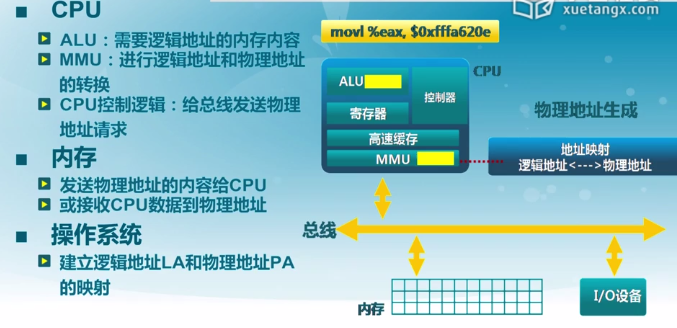 CPU
ALU：需要逻辑地址的内存内容
MMU：进行逻辑地址和物理地址
的转换
CPU控制逻辑：给总线发送物理
地址请求
内存
发送物理地址的内容给CPU
或接收CPU数据到物理地址
操作系统
建立逻辑地址LA和物理地址PA
的映射
xuetangx.com
movl %eax, $0xfffa620e
CPU
ALU
控制器
寄存器
高速缓存
MMU
物理地址生成
地址映射
逻辑地址<--->物理地址
总线
内存
I/O设备